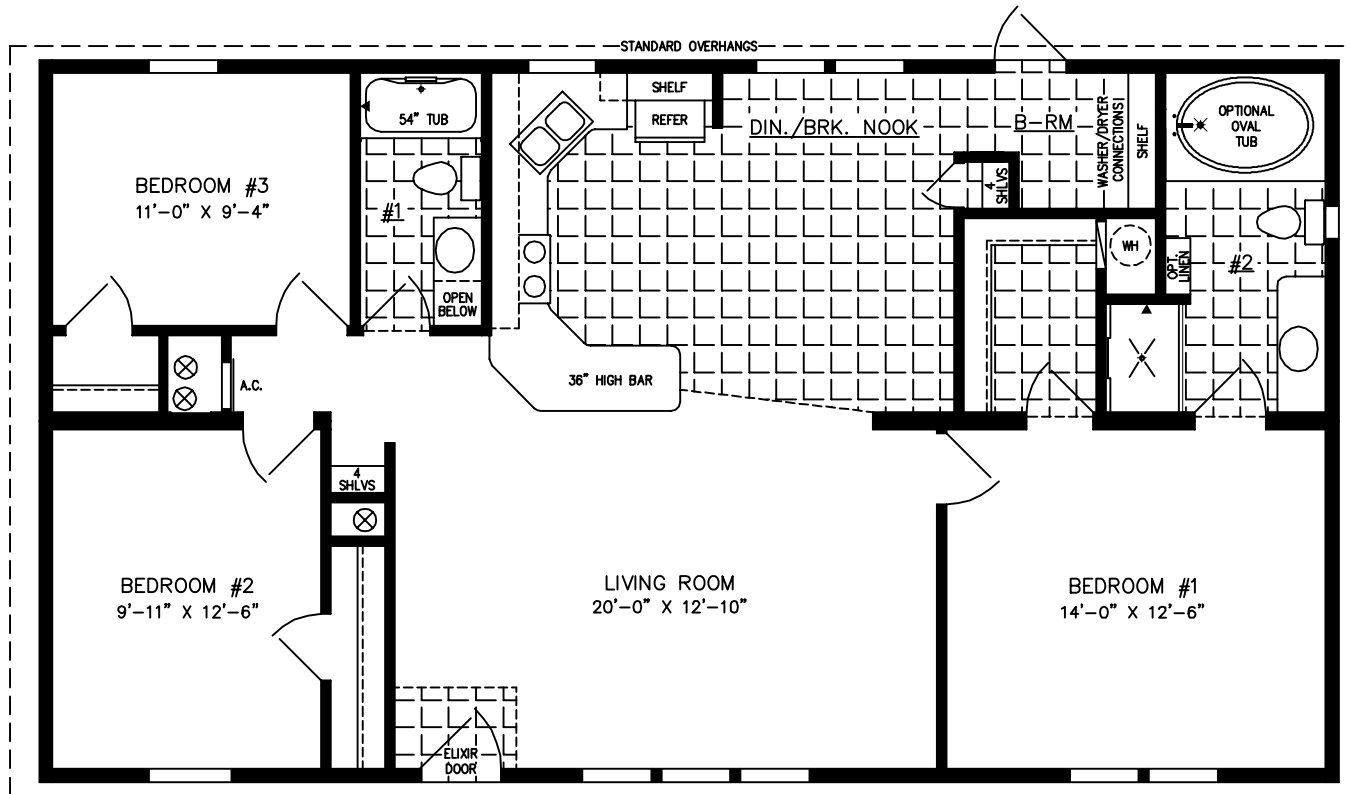 STANDARD OVERHANGS
SHELF
REFER
54” TUB
DIN./BRK. NOOK
B-RM
WASHER/DRYER
CONNECTIONS)
SHELF
OPTIONAL
OVAL
TUB
BEDROOM #3
11'-0” X 9'-4”
#1
4
SHLVS
WH
OPT.
LINEN
#2
OPEN
BELOW
A.C.
36” HIGH BAR
4
SHLVS
BEDROOM #2
9'-11” X 12'-6”
LIVING ROOM
20'-0” X 12'-10”
BEDROOM #1
14'-0” X 12'-6”
ELIXIR
DOOR